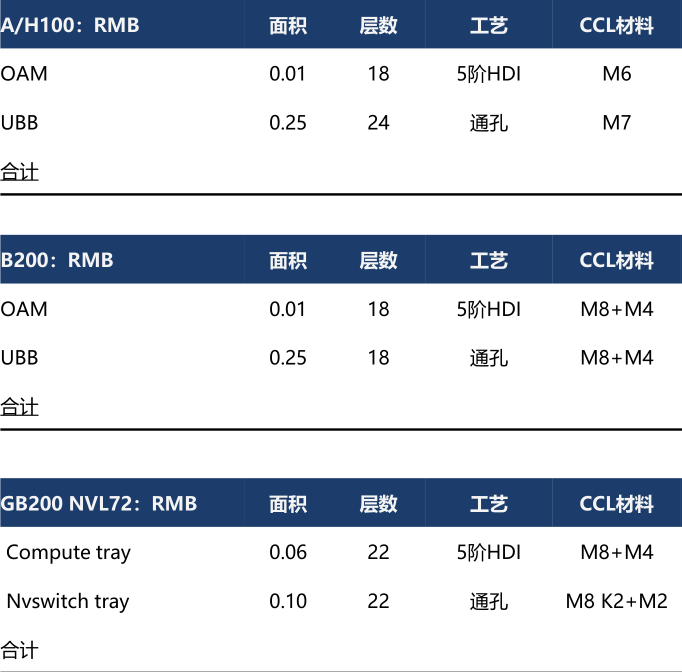 A/H100：RMB 面积 层数 工艺 CCL材料
OAM 0.01 18 5阶HDI M6
UBB 0.25 24 通孔 M7
合计
B200：RMB 面积 层数 工艺 CCL材料
OAM 0.01 18 5阶HDI M8+M4
UBB 0.25 18 通孔 M8+M4
合计
GB200 NVL72：RMB 面积 层数 工艺 CCL材料
Compute tray 0.06 22 5阶HDI M8+M4
Nvswitch tray 0.10 22 通孔 M8 K2+M2
合计